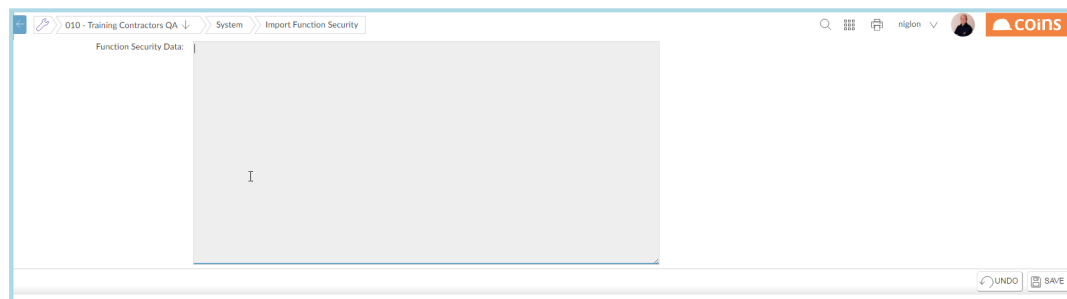 010 - Training Contractors QA System Import Function Security niglon coins
Function Security Data:
UNDO SAVE